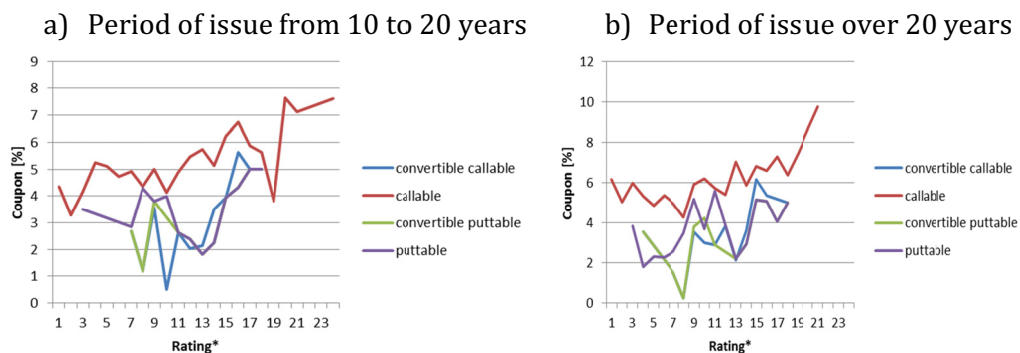 a) Period of issue from 10 to 20 years
9
8
7
6
5
4
3
2
1
0
Coupon [%]
1 3 5 7 9 11 13 15 17 19 21 23
Rating*
convertible callable
callable
convertible puttable
puttable
b) Period of issue over 20 years
12
10
8
6
4
2
0
Coupon [%]
1 3 5 7 9 11 13 15 17 19 21 23
Rating*
convertible callable
callable
convertible puttable
puttable